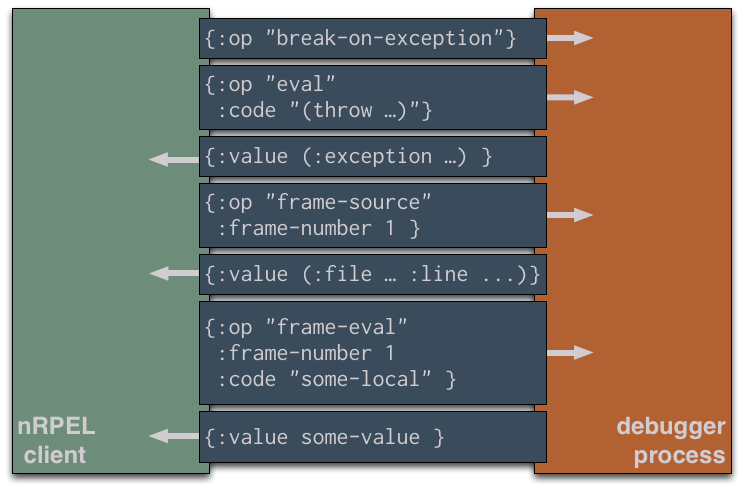 {:op "break-on-exception"}
{:op "eval"
:code "(throw …)"}
{:value (:exception …) }
{:op "frame-source"
:frame-number 1 }
{:value (:file … :line ...)}
{:op "frame-eval"
:frame-number 1
:code "some-local" }
{:value some-value }
nRPEL
client
debugger
process